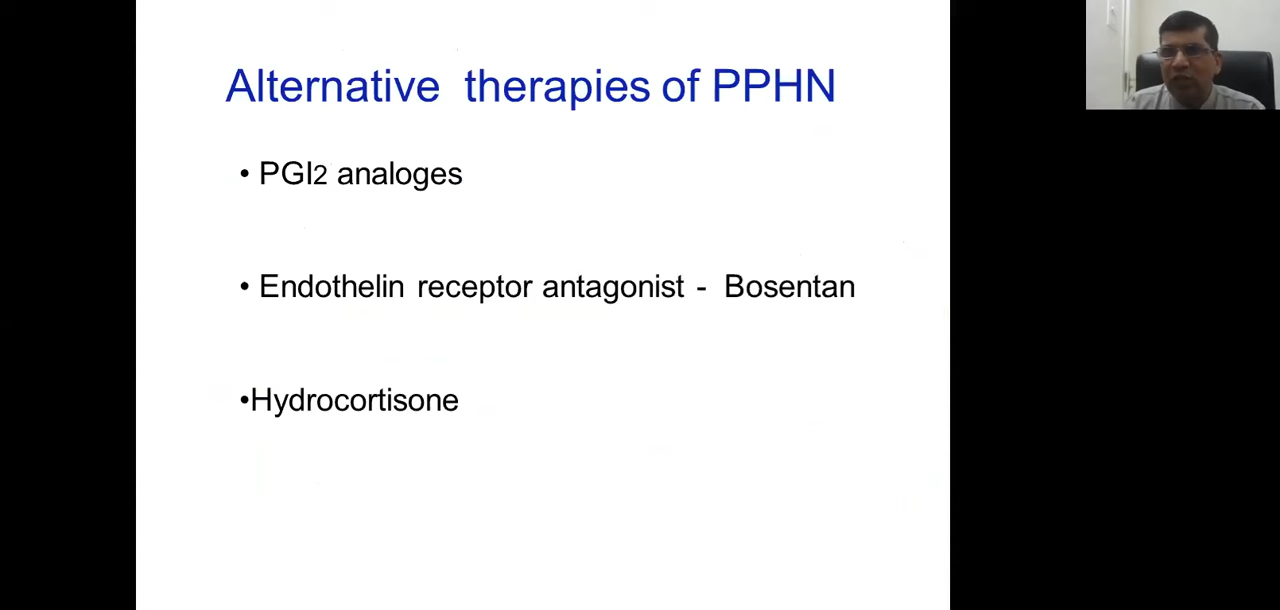 Alternative therapies of PPHN
• PGI2 analoges
• Endothelin receptor antagonist - Bosentan
•Hydrocortisone